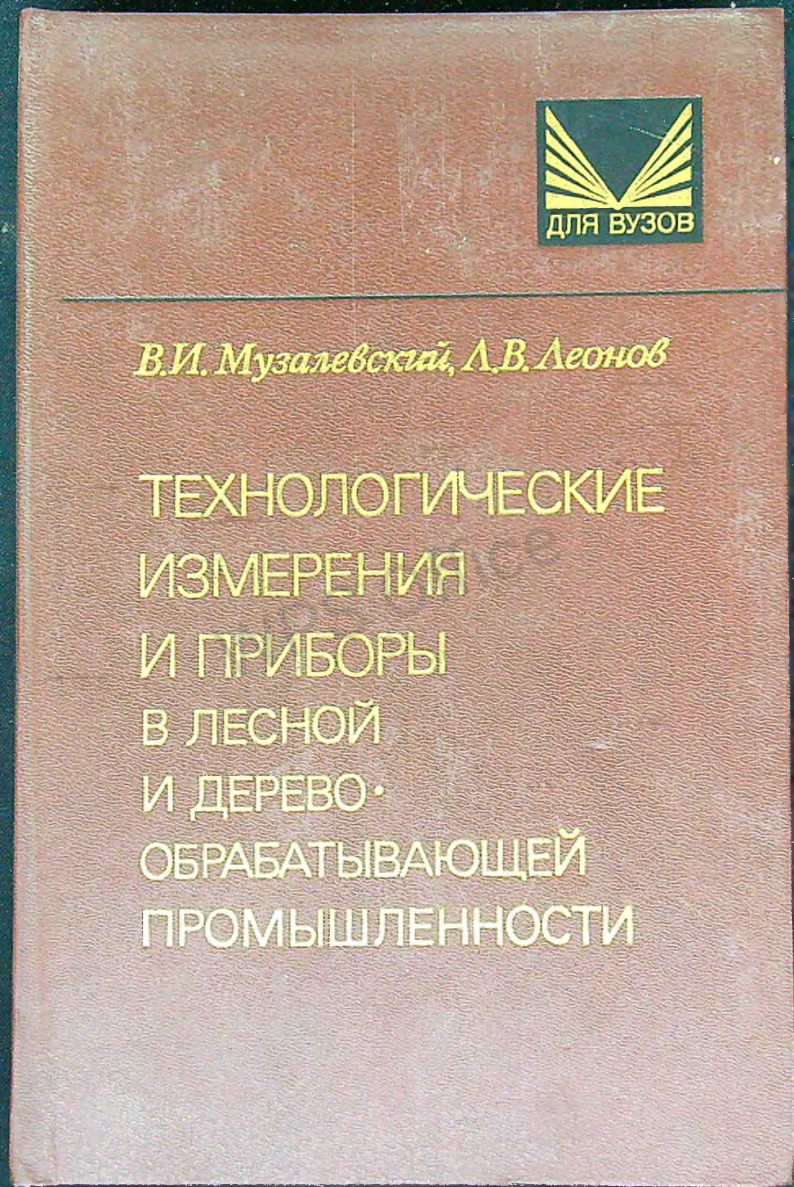 ДЛЯ ВУЗОВ
В.И. Музалевский, Л.В. Леонов
ТЕХНОЛОГИЧЕСКИЕ
ИЗМЕРЕНИЯ
И ПРИБОРЫ
В ЛЕСНОЙ
И ДЕРЕВО-
ОБРАБАТЫВАЮЩЕЙ
ПРОМЫШЛЕННОСТИ